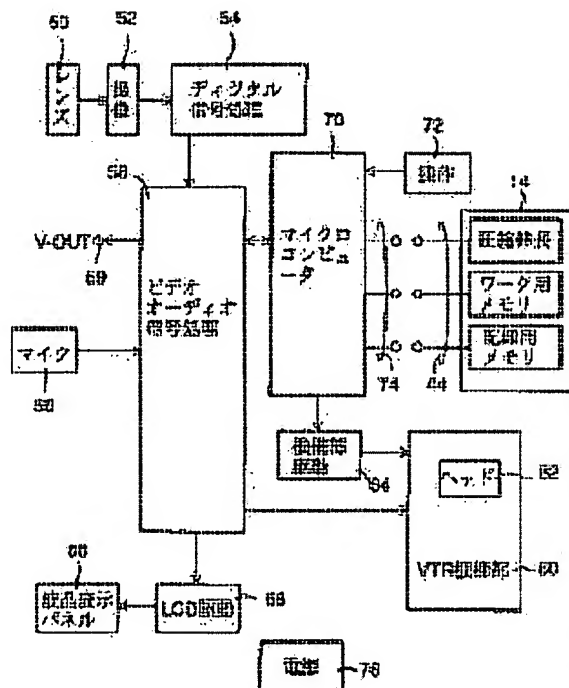 50
52
54
レンズ
撮像
ディジタル
信号処理
70
72
操作
58
14
V-OUT
69
マイクロ
コンピュ
ータ
圧縮伸長
ビデオ
オーディオ
信号処理
ワーク用
メモリ
マイク
56
記憶用
メモリ
74
44
機構部
駆動
64
ヘッド
62
VTR機構部
60
液晶表示
パネル
LCD駆動
68
電源
76